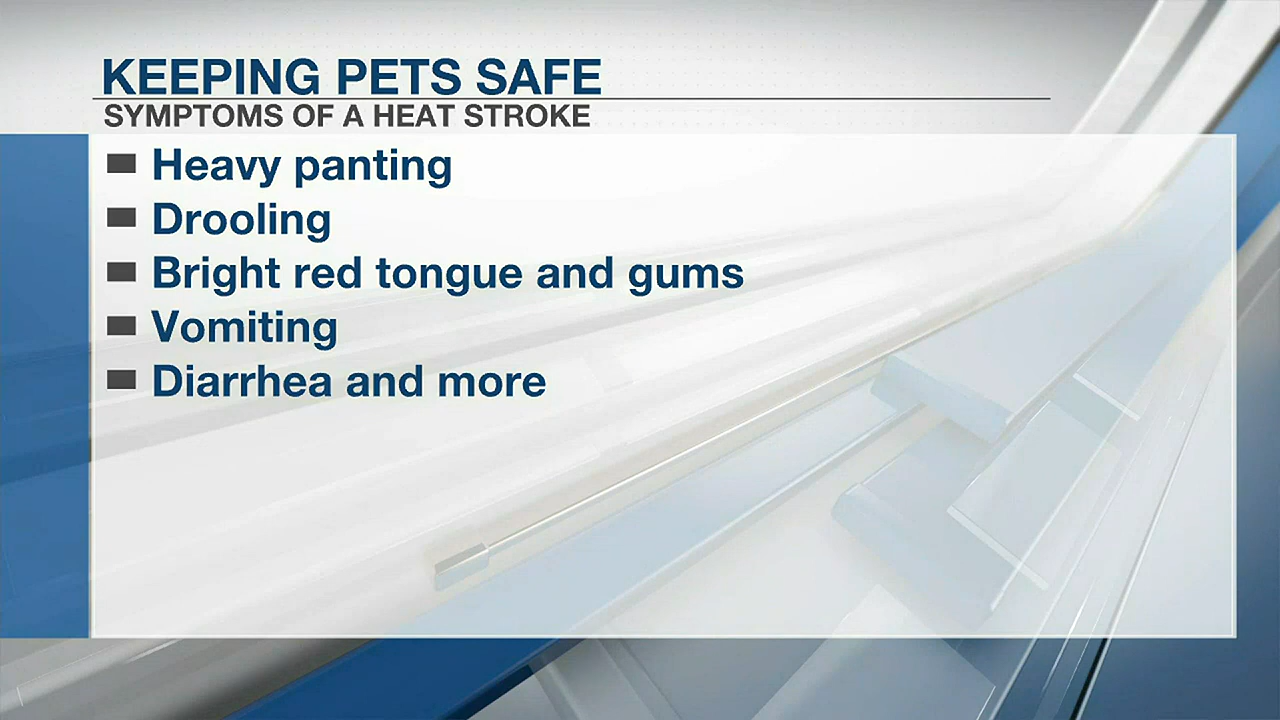 KEEPING PETS SAFE
SYMPTOMS OF A HEAT STROKE
Heavy panting
Drooling
Bright red tongue and gums
Vomiting
Diarrhea and more